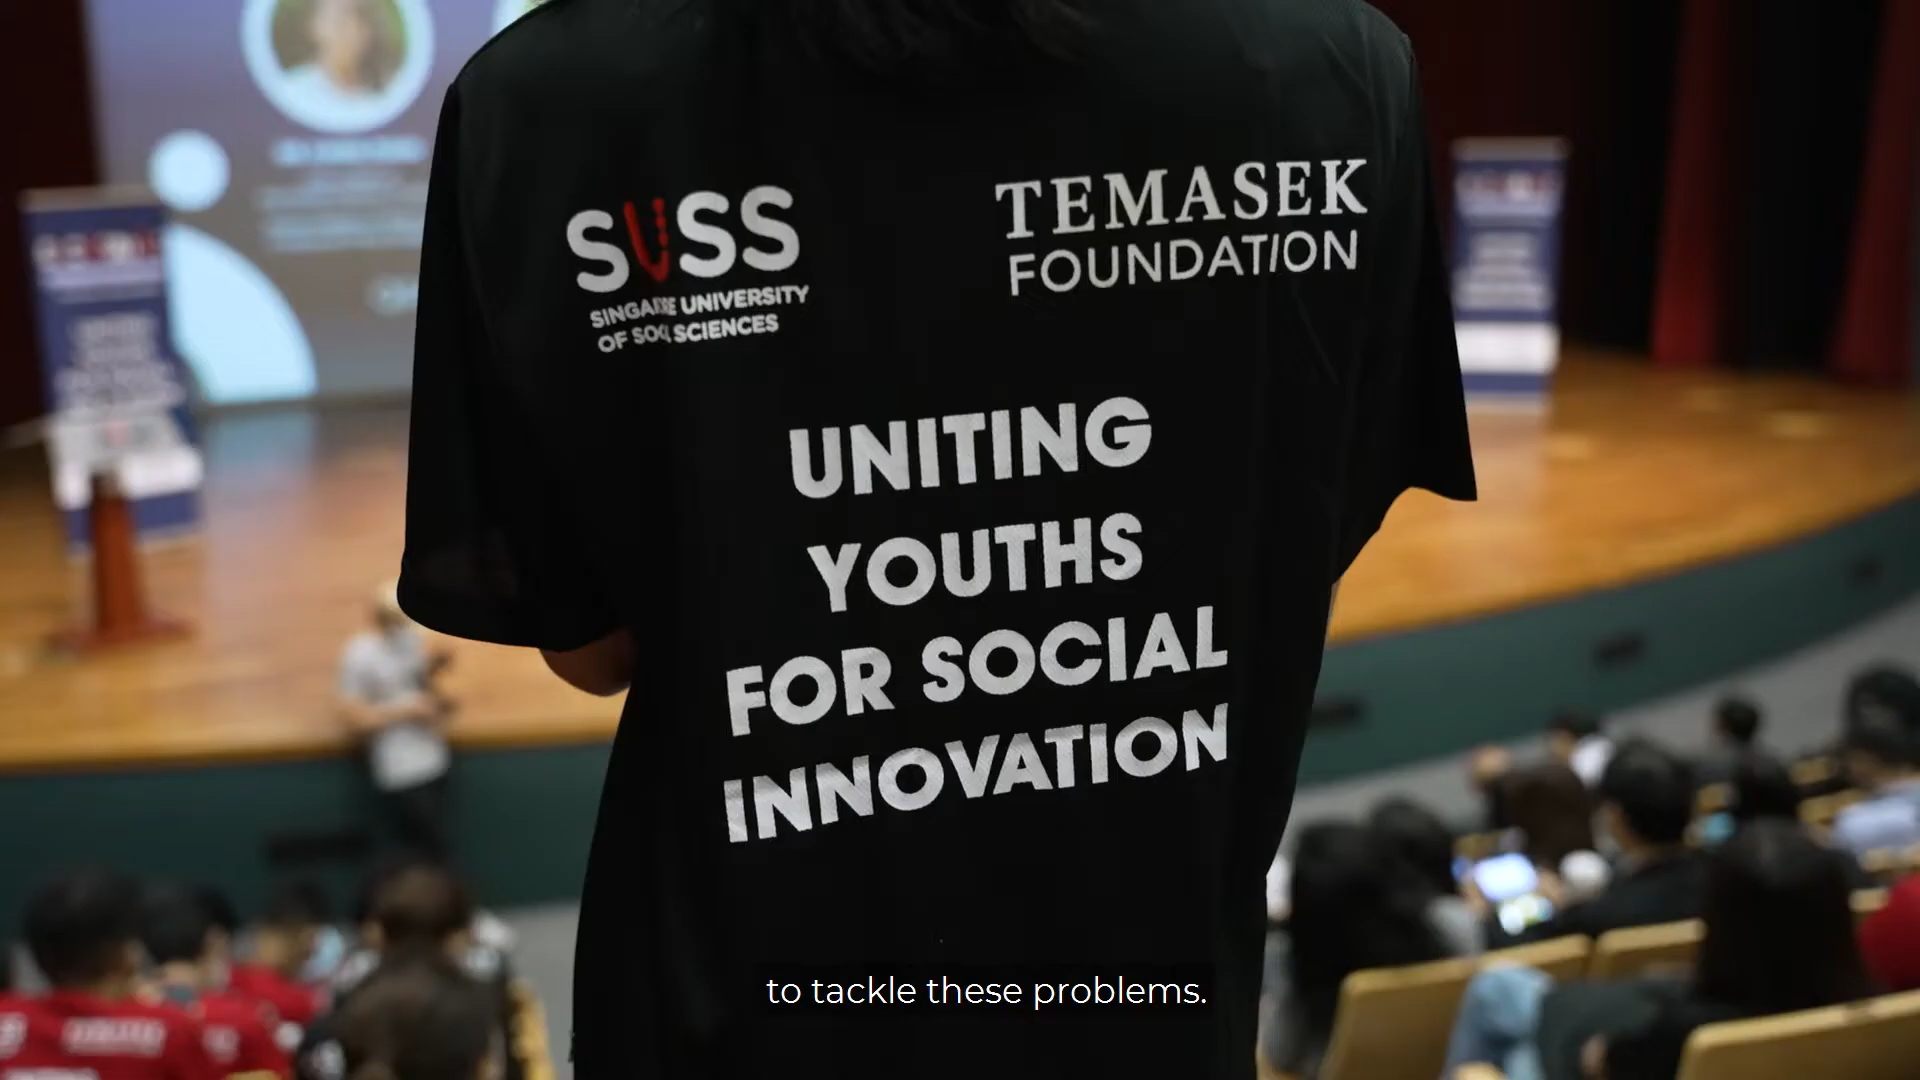 SUSS
SINGAPORE UNIVERSITY
OF SOCIAL SCIENCES
TEMASEK
FOUNDATION
UNITING
YOUTHS
FOR SOCIAL
INNOVATION
to tackle these problems.